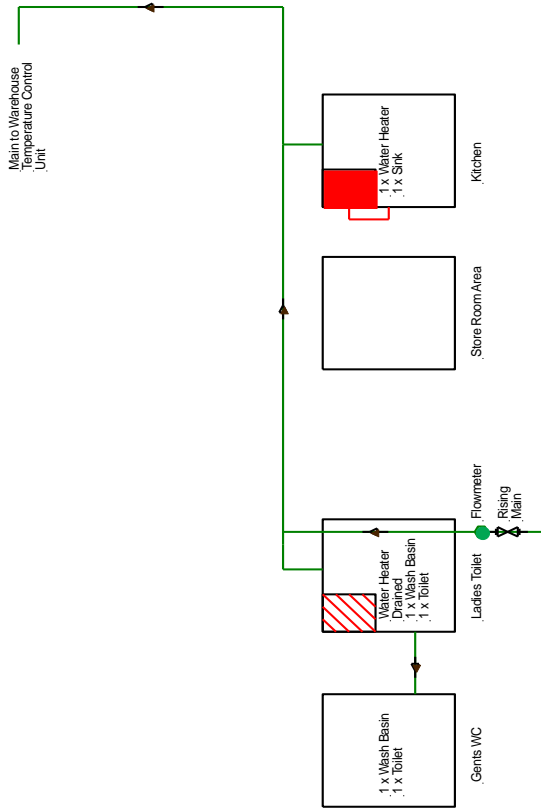 Main to Warehouse
Temperature Control
Unit
1 x Water Heater
1 x Sink
Kitchen
Store Room Area
Flowmeter
Rising
Main
Water Heater
Drained
1 x Wash Basin
1 x Toilet
Ladies Toilet
1 x Wash Basin
1 x Toilet
Gents WC